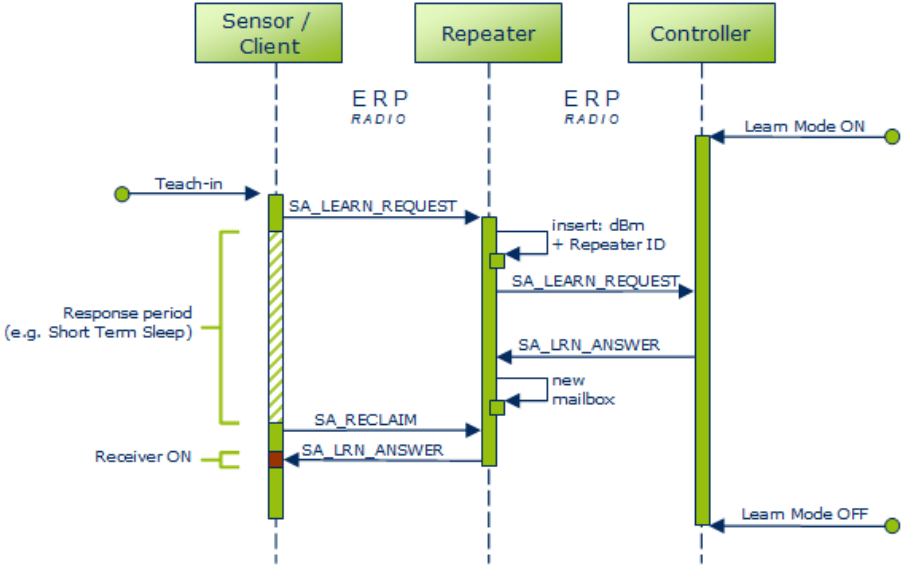 Sensor /
Client
Repeater
Controller
ERP
RADIO
ERP
RADIO
Learn Mode ON
Teach-in
SA_LEARN_REQUEST
insert: dBm
+ Repeater ID
SA_LEARN_REQUEST
Response period
(e.g. Short Term Sleep)
SA_LRN_ANSWER
new
mailbox
SA_RECLAIM
Receiver ON
SA_LRN_ANSWER
Learn Mode OFF